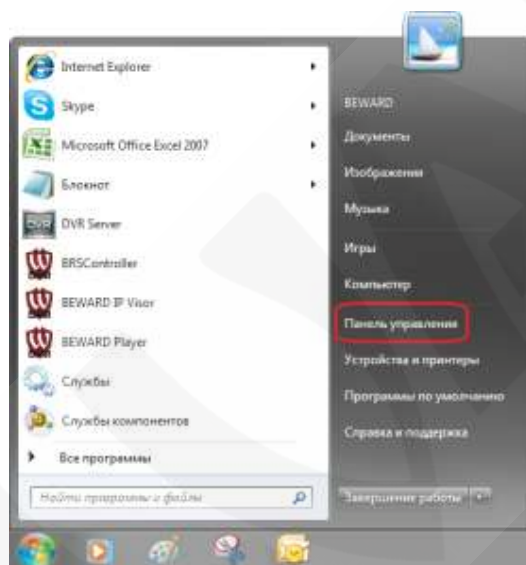 Internet Explorer
Skype
Microsoft Office Excel 2007
Блокнот
DVR Server
BRSController
BEWARD IP Visor
BEWARD Player
Службы
Службы компонентов
Все программы
Найти программы и файлы
BEWARD
Документы
Изображения
Музыка
Игры
Компьютер
Панель управления
Устройства и принтеры
Программы по умолчанию
Справка и поддержка
Завершение работы